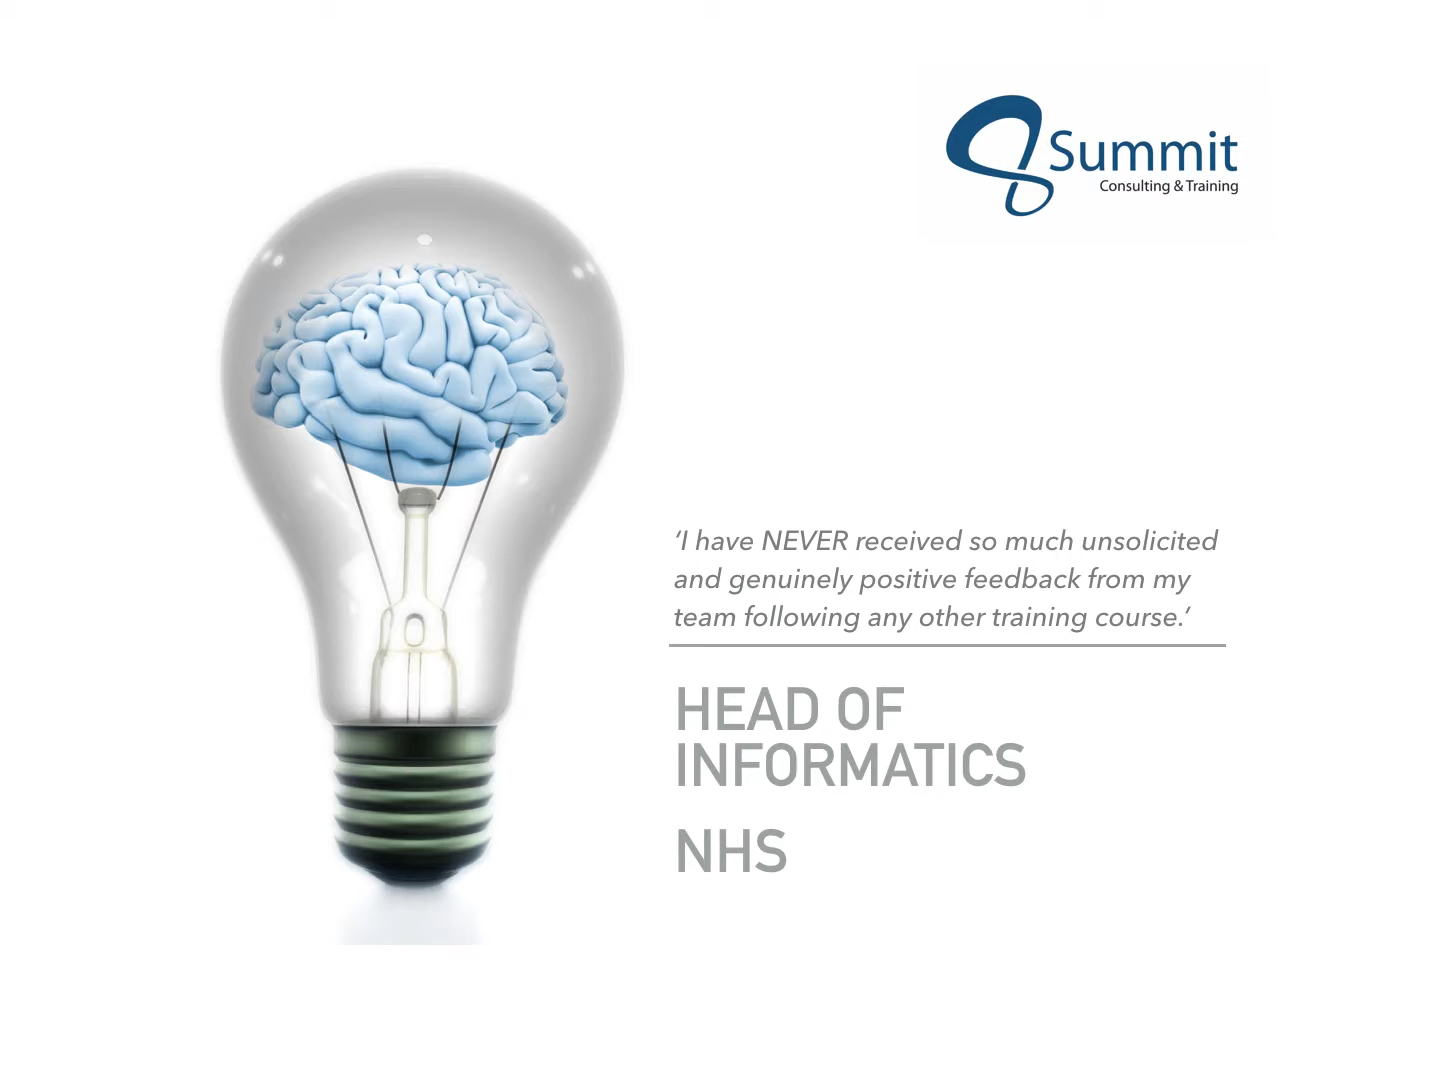 Summit
Consulting & Training
‘I have NEVER received so much unsolicited
and genuinely positive feedback from my
team following any other training course.’
HEAD OF
INFORMATICS
NHS